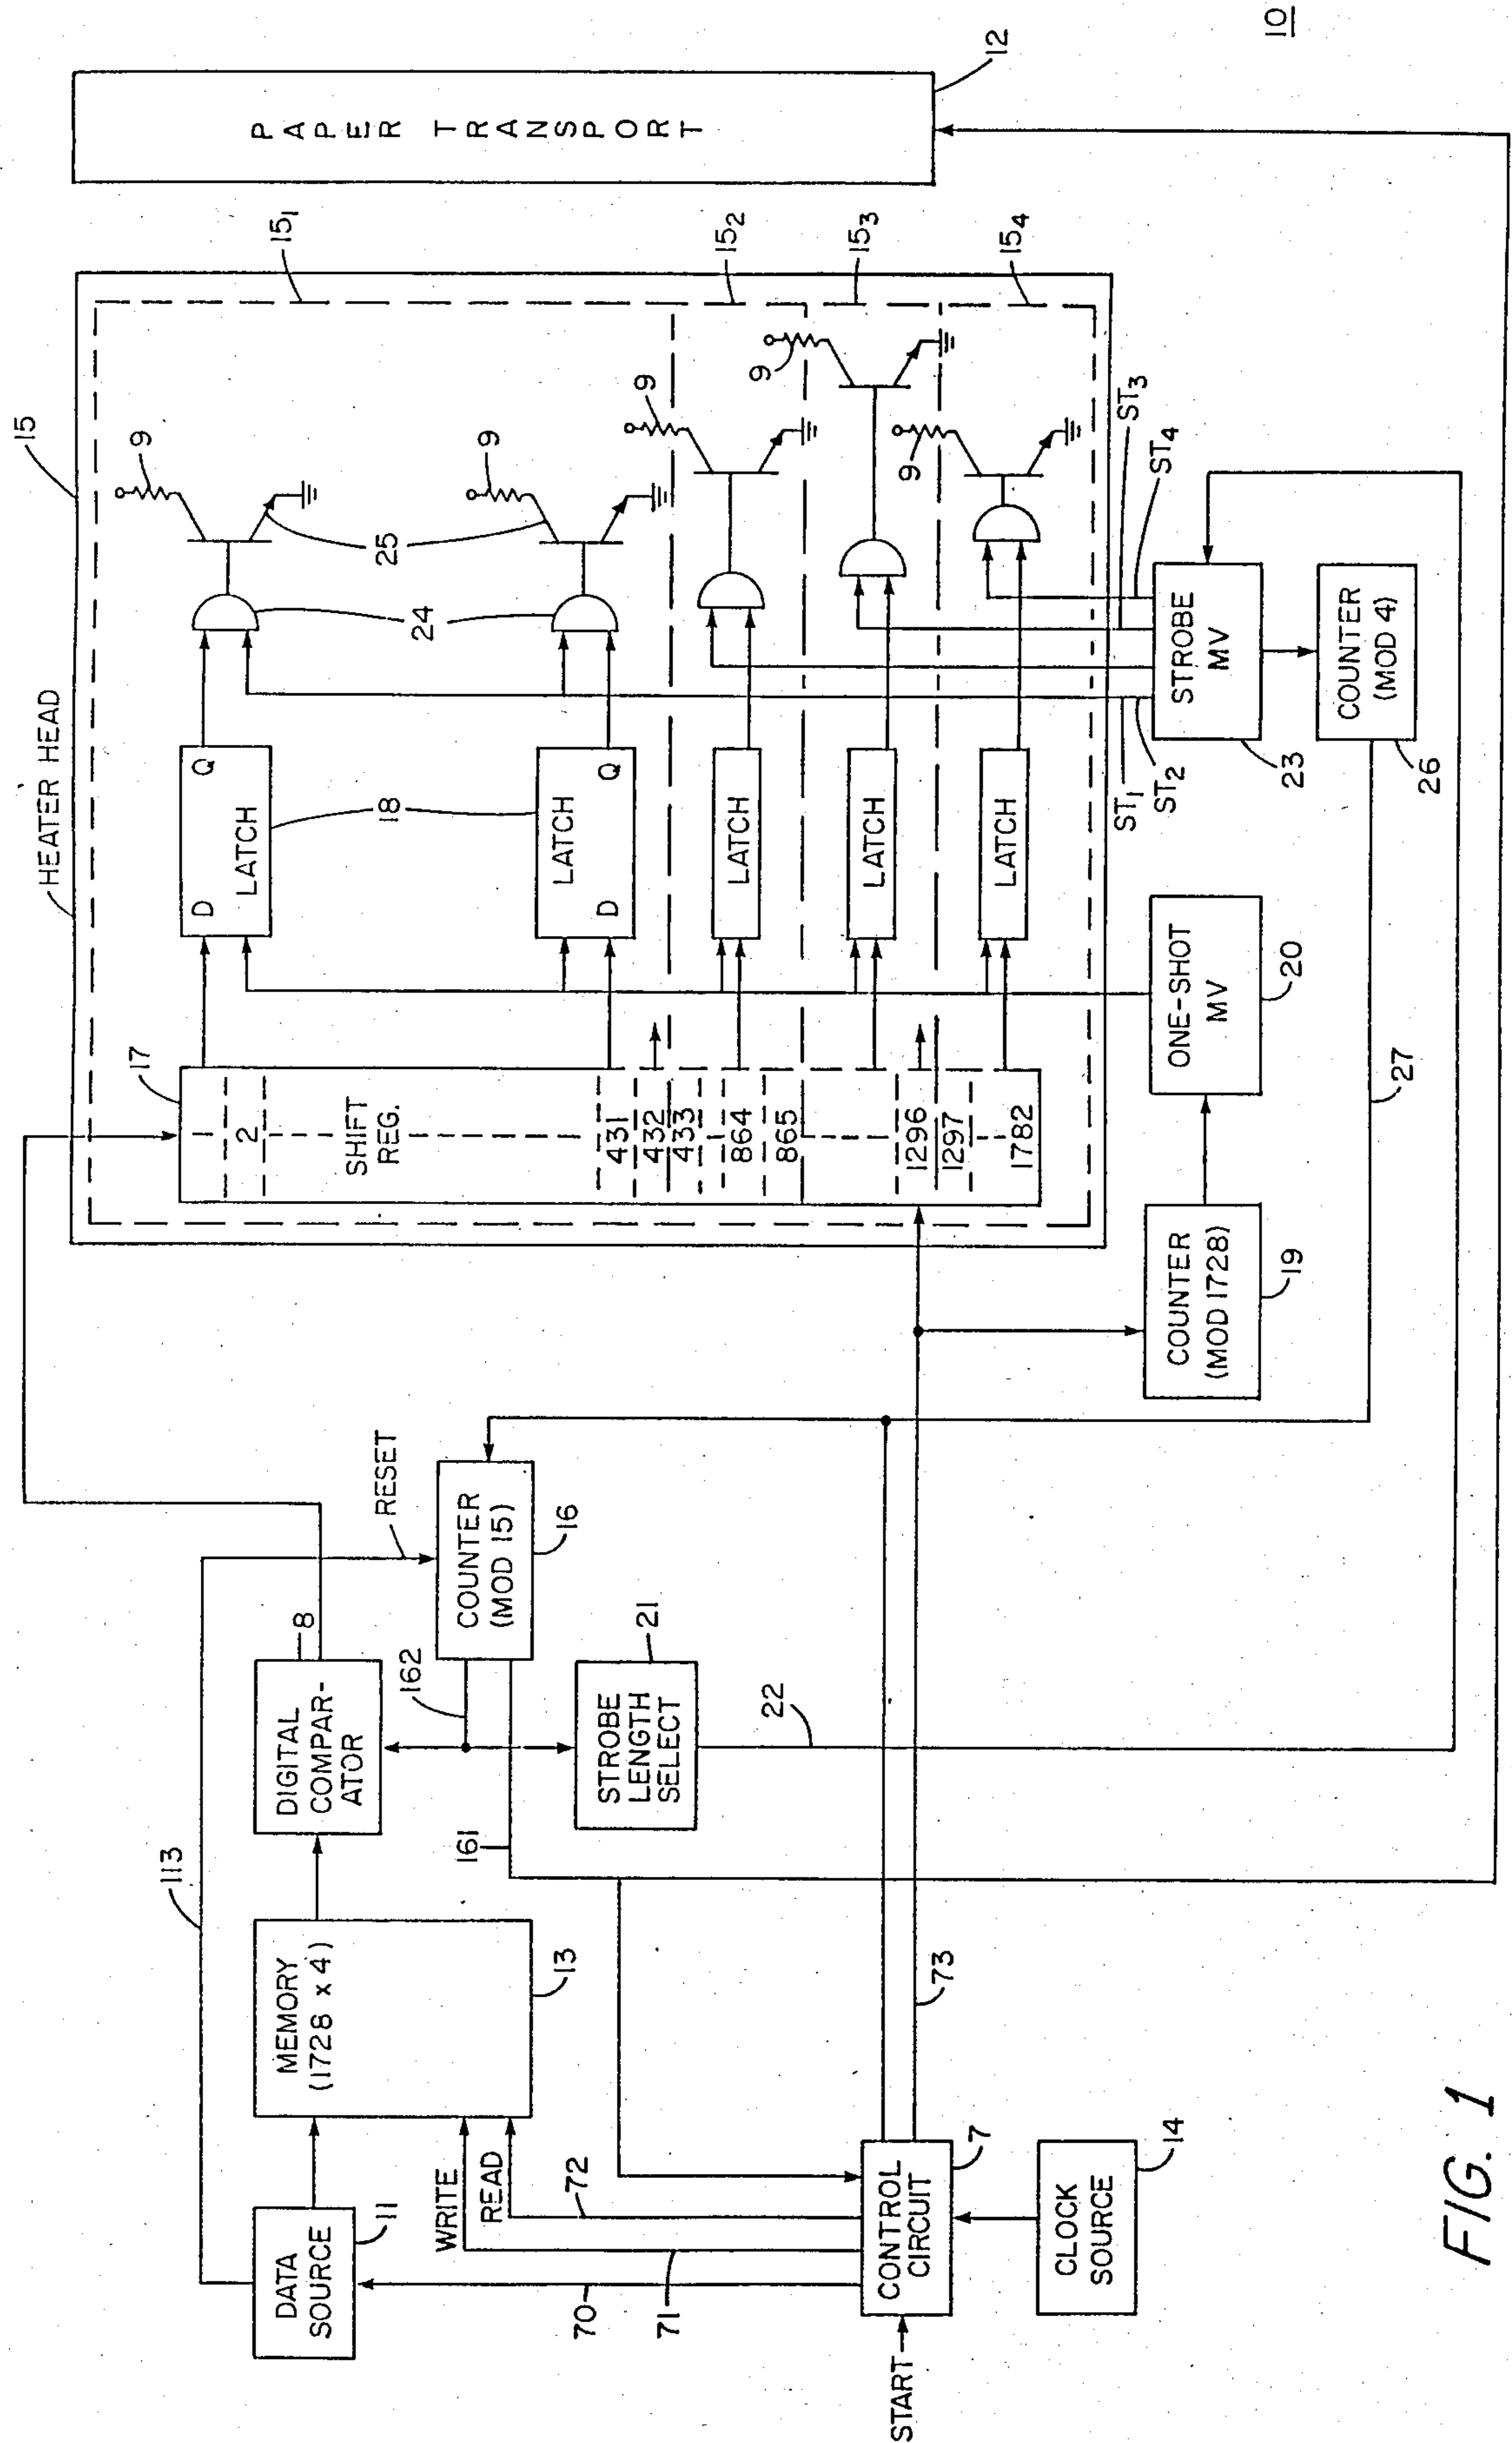 10
PAPER TRANSPORT
12
15
HEATER HEAD
15₁
15₂
15₃
15₄
9
9
9
9
9
25
24
Q
D
LATCH
18
LATCH
Q
D
LATCH
LATCH
LATCH
17
1
2
SHIFT
REG.
431
432
433
864
865
1296
1297
1782
ST₁
ST₂
ST₃
ST₄
STROBE
MV
23
COUNTER
(MOD 4)
26
ONE-SHOT
MV
20
27
COUNTER
(MOD 1728)
19
RESET
COUNTER
(MOD 15)
16
8
DIGITAL
COMPAR-
ATOR
162
161
STROBE
LENGTH
SELECT
21
22
113
MEMORY
(1728 x 4)
13
73
DATA
SOURCE
11
WRITE
READ
70
71
72
CONTROL
CIRCUIT
7
START
CLOCK
SOURCE
14
FIG. 1